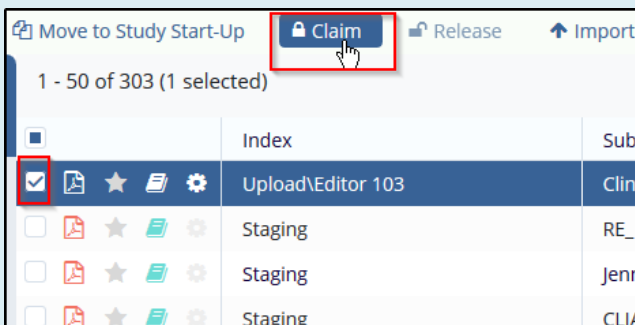 Move to Study Start-Up Claim Release Import
1 - 50 of 303 (1 selected)
Index Sub
Upload\Editor 103 Clin
Staging RE_
Staging Jenn
Staging CLIA